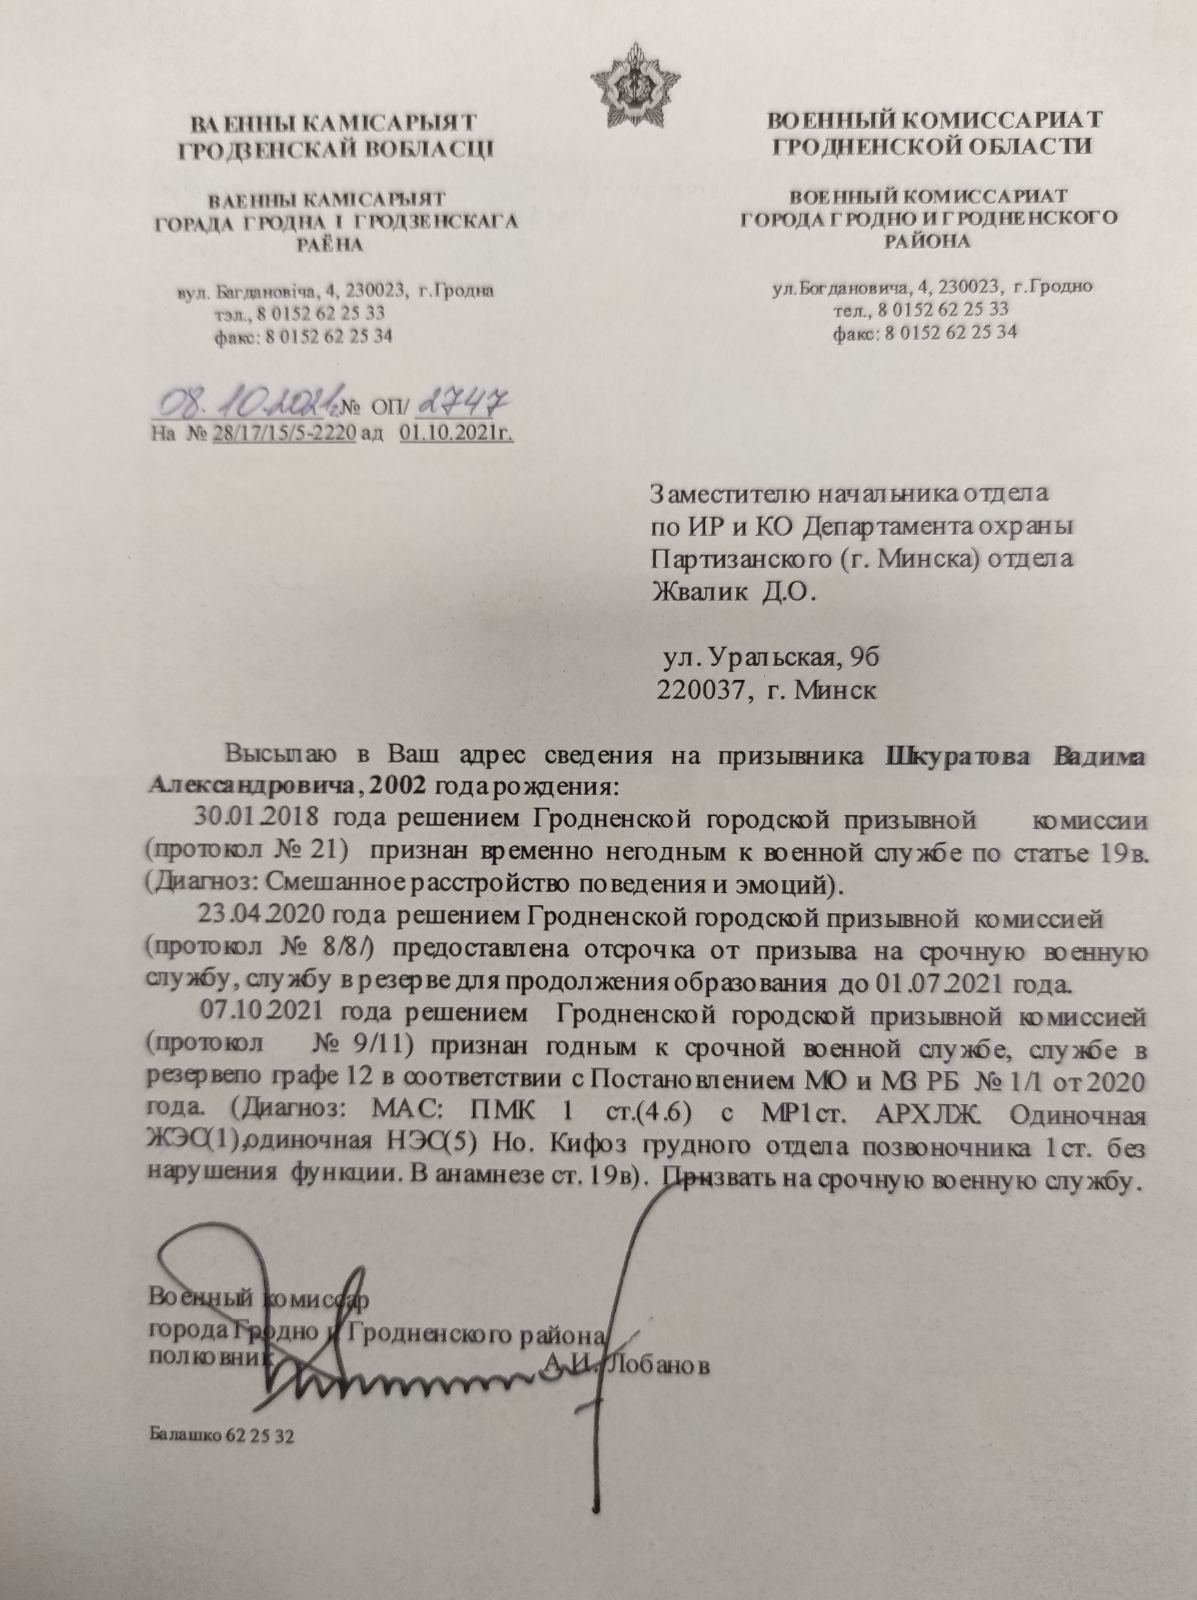 ВАЕННЫ КАМІСАРЫЯТ
ГРОДЗЕНСКАЙ ВОБЛАСЦІ
ВАЕННЫ КАМІСАРЫЯТ
ГОРАДА ГРОДНА І ГРОДЗЕНСКАГА
РАЁНА
вул. Багдановіча, 4, 230023, г.Гродна
тэл., 8 0152 62 25 33
факс: 8 0152 62 25 34
ВОЕННЫЙ КОМИССАРИАТ
ГРОДНЕНСКОЙ ОБЛАСТИ
ВОЕННЫЙ КОМИССАРИАТ
ГОРОДА ГРОДНО И ГРОДНЕНСКОГО
РАЙОНА
ул.Богдановича, 4, 230023, г.Гродно
тел., 8 0152 62 25 33
факс: 8 0152 62 25 34
08.10.2021г. № ОП/ 2747
На № 28/17/15/5-2220 ад 01.10.2021г.
Заместителю начальника отдела
по ИР и КО Департамента охраны
Партизанского (г. Минска) отдела
Жвалик Д.О.
ул. Уральская, 9б
220037, г. Минск
Высылаю в Ваш адрес сведения на призывника Шкуратова Вадима
Александровича, 2002 года рождения:
30.01.2018 года решением Гродненской городской призывной комиссии
(протокол № 21) признан временно негодным к военной службе по статье 19в.
(Диагноз: Смешанное расстройство поведения и эмоций).
23.04.2020 года решением Гродненской городской призывной комиссией
(протокол № 8/8/) предоставлена отсрочка от призыва на срочную военную
службу, службу в резерве для продолжения образования до 01.07.2021 года.
07.10.2021 года решением Гродненской городской призывной комиссией
(протокол № 9/11) признан годным к срочной военной службе, службе в
резервепо графе 12 в соответствии с Постановлением МО и МЗ РБ № 1/1 от 2020
года. (Диагноз: МАС: ПМК 1 ст.(4.6) с МР1ст. АРХЛЖ. Одиночная
ЖЭС(1),одиночная НЭС(5) Но. Кифоз грудного отдела позвоночника 1ст. без
нарушения функции. В анамнезе ст. 19в). Призвать на срочную военную службу.
Военный комиссар
города Гродно и Гродненского района
полковник А.И. Лобанов
Балашко 62 25 32